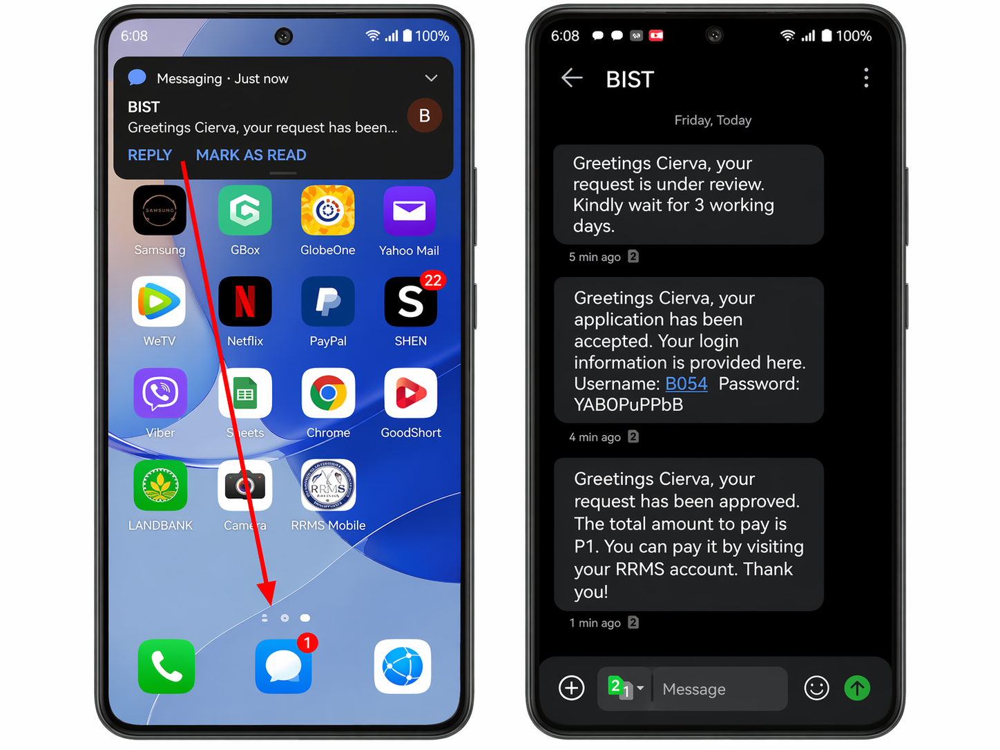 6:08
100%
Messaging · Just now
BIST
Greetings Cierva, your request has been...
B
REPLY MARK AS READ
SAMSUNG
Samsung
GBox
GlobeOne
Yahoo Mail
22
WeTV
Netflix
PayPal
S
SHEN
Viber
Sheets
Chrome
GoodShort
RRMS
LANDBANK
Camera
RRMS Mobile
1
6:08
100%
BIST
Friday, Today
Greetings Cierva, your
request is under review.
Kindly wait for 3 working
days.
5 min ago 2
Greetings Cierva, your
application has been
accepted. Your login
information is provided here.
Username: B054 Password:
YAB0PuPPbB
4 min ago 2
Greetings Cierva, your
request has been approved.
The total amount to pay is
P1. You can pay it by visiting
your RRMS account. Thank
you!
1 min ago 2
2 1 Message